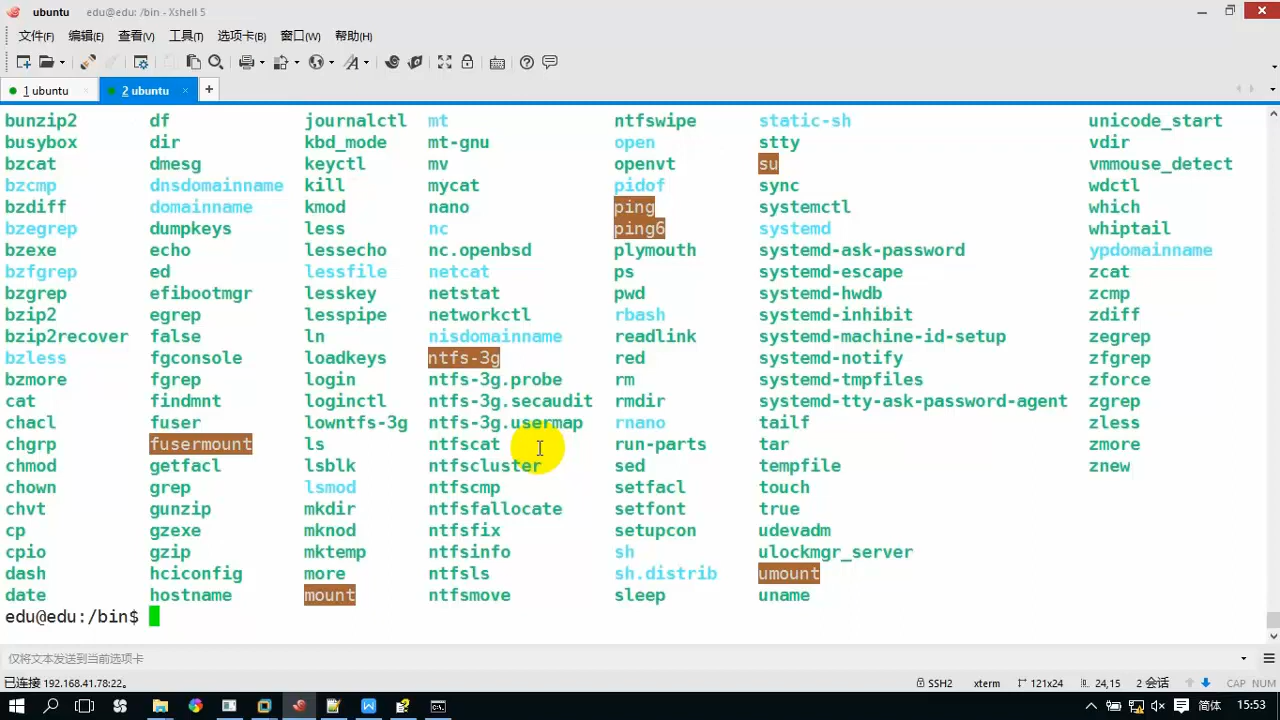 ubuntu edu@edu: /bin - Xshell 5
文件(F) 编辑(E) 查看(V) 工具(T) 选项卡(B) 窗口(W) 帮助(H)
1 ubuntu × 2 ubuntu × +
bunzip2 df journalctl mt ntfswipe static-sh unicode_start
busybox dir kbd_mode mt-gnu open stty vdir
bzcat dmesg keyctl mv openvt su vmmouse_detect
bzcmp dnsdomainname kill mycat pidof sync wdctl
bzdiff domainname kmod nano ping systemctl which
bzegrep dumpkeys less nc ping6 systemd whiptail
bzexe echo lessecho nc.openbsd plymouth systemd-ask-password ypdomainname
bzfgrep ed lessfile netcat ps systemd-escape zcat
bzgrep efibootmgr lesskey netstat pwd systemd-hwdb zcmp
bzip2 egrep lesspipe networkctl rbash systemd-inhibit zdiff
bzip2recover false ln nisdomainname readlink systemd-machine-id-setup zegrep
bzless fgconsole loadkeys ntfs-3g red systemd-notify zfgrep
bzmore fgrep login ntfs-3g.probe rm systemd-tmpfiles zforce
cat findmnt loginctl ntfs-3g.secaudit rmdir systemd-tty-ask-password-agent zgrep
chacl fuser lowntfs-3g ntfs-3g.usermap rnano tailf zless
chgrp fusermount ls ntfscat run-parts tar zmore
chmod getfacl lsblk ntfscluster sed tempfile znew
chown grep lsmod ntfscmp setfacl touch
chvt gunzip mkdir ntfsfallocate setfont true
cp gzexe mknod ntfsfix setupcon udevadm
cpio gzip mktemp ntfsinfo sh ulockmgr_server
dash hciconfig more ntfsls sh.distrib umount
date hostname mount ntfsmove sleep uname
edu@edu:/bin$
仅将文本发送到当前选项卡
已连接 192.168.41.78:22。 SSH2 xterm 121x24 24,15 2 会话 CAP NUM
简体 15:53